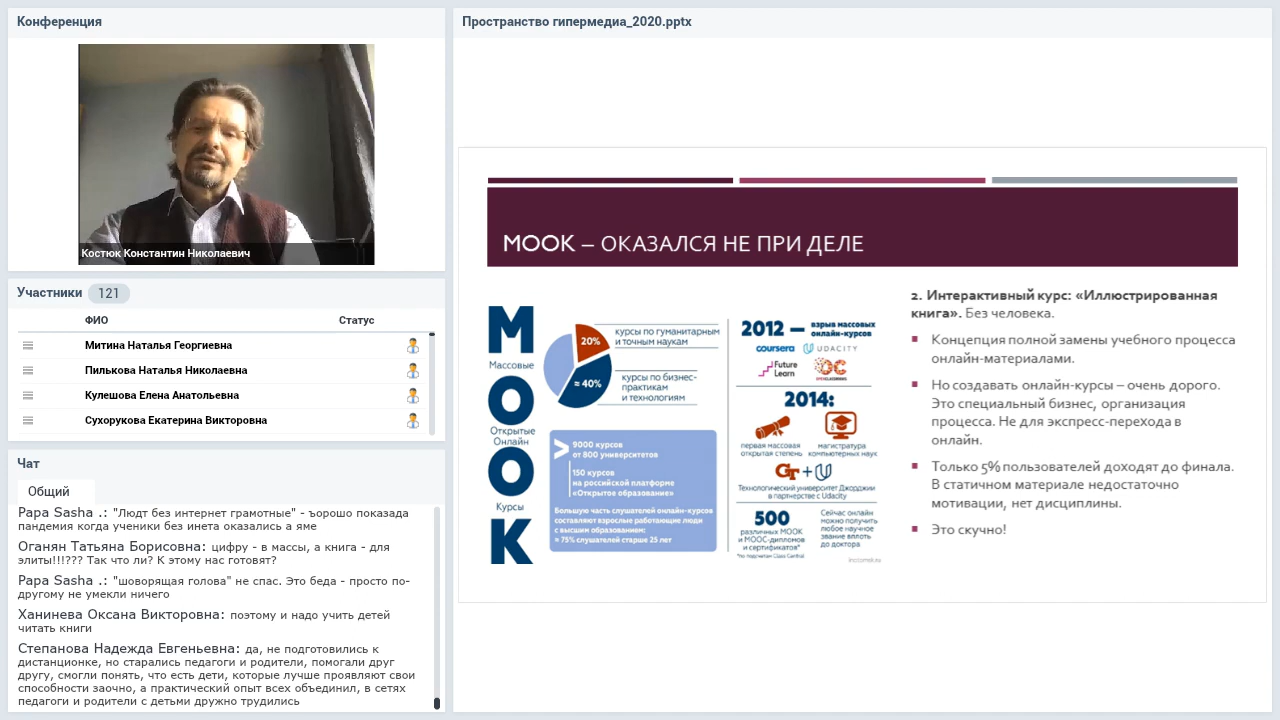 Конференция
Костюк Константин Николаевич
Участники 121
ФИО Статус
Митина Наталья Георгиевна
Пилькова Наталья Николаевна
Кулешова Елена Анатольевна
Сухорукова Екатерина Викторовна
Чат
Общий
Papa Sasha .: "Людт без интернет грамотные" - ъорошо показада
пандемия когда ученики без инета оказались а яме
Оганян Татьяна Борисовна: цифру - в массы, а книга - для
элитыЫ??? Так что ли? К этому нас готовят?
Papa Sasha .: "шоворящая голова" не спас. Это беда - просто по-
другому не умекли ничего
Ханинева Оксана Викторовна: поэтому и надо учить детей
читать книги
Степанова Надежда Евгеньевна: да, не подготовились к
дистанционке, но старались педагоги и родители, помогали друг
другу, смогли понять, что есть дети, которые лучше проявляют свои
способности заочно, а практический опыт всех объединил, в сетях
педагоги и родители с детьми дружно трудились
Пространство гипермедиа_2020.pptx
МООК – ОКАЗАЛСЯ НЕ ПРИ ДЕЛЕ
М
Массовые
О
Открытые
Онлайн
О
Курсы
К
20%
≈ 40%
курсы по гуманитарным
и точным наукам
курсы по бизнес-
практикам
и технологиям
9000 курсов
от 800 университетов
150 курсов
на российской платформе
«Открытое образование»
Большую часть слушателей онлайн-курсов
составляют взрослые работающие люди
с высшим образованием:
≈ 75% слушателей старше 25 лет
2012 — взрыв массовых
онлайн-курсов
coursera UDACITY
Future
Learn
OC
OPENCLASSROOMS
2014:
первая массовая
открытая степень
магистратура
компьютерных наук
GT + U
Технологический университет Джорджии
в партнерстве с Udacity
500
различных МООК
и МООС-дипломов
и сертификатов*
*по подсчетам Class Central
Сейчас онлайн
можно получить
любое научное
звание вплоть
до доктора
incomsk.ru
2. Интерактивный курс: «Иллюстрированная
книга». Без человека.
Концепция полной замены учебного процесса
онлайн-материалами.
Но создавать онлайн-курсы – очень дорого.
Это специальный бизнес, организация
процесса. Не для экспресс-перехода в
онлайн.
Только 5% пользователей доходят до финала.
В статичном материале недостаточно
мотивации, нет дисциплины.
Это скучно!